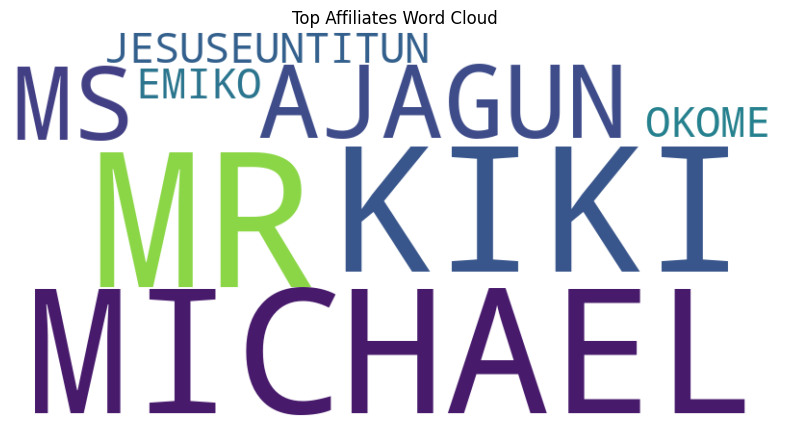 Top Affiliates Word Cloud
JESUSEUNTITUN
MS EMIKO AJAGUN OKOME
MR KIKI
MICHAEL